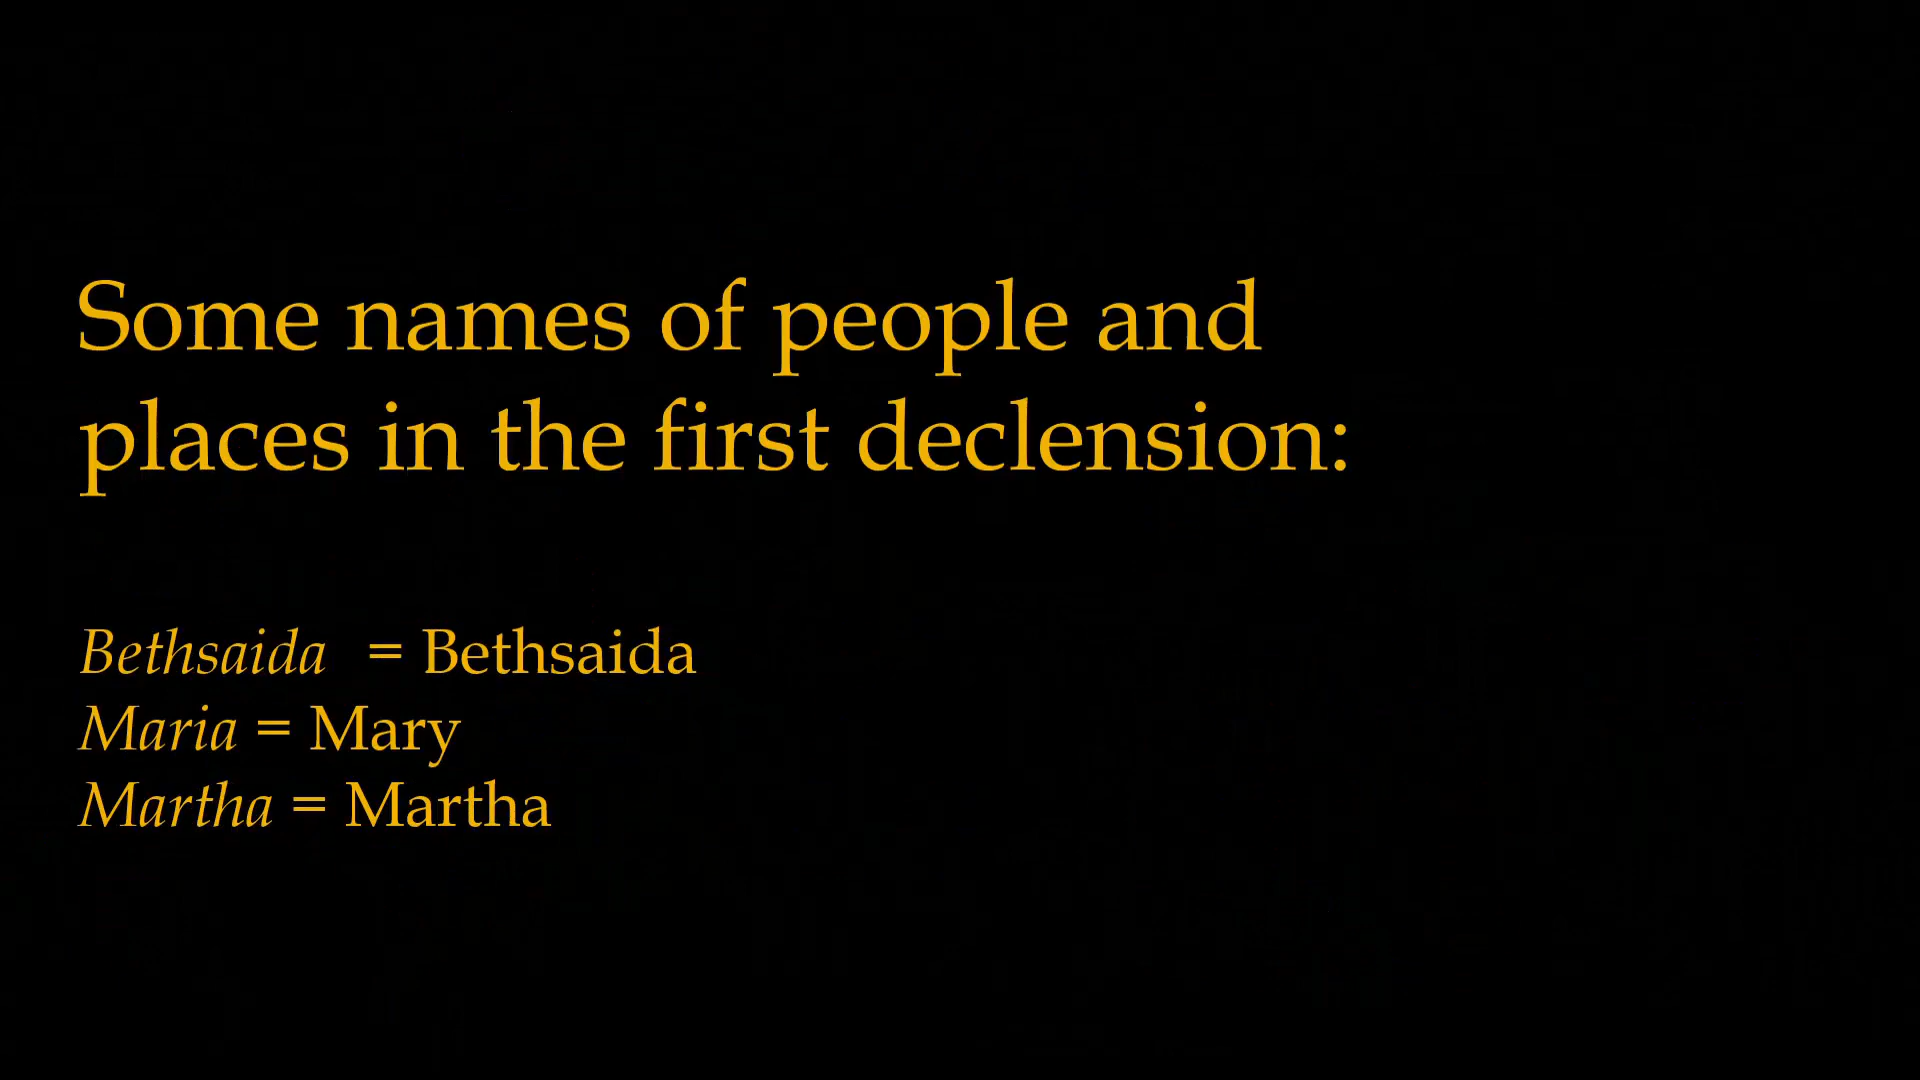 Some names of people and
places in the first declension:
Bethsaida = Bethsaida
Maria = Mary
Martha = Martha